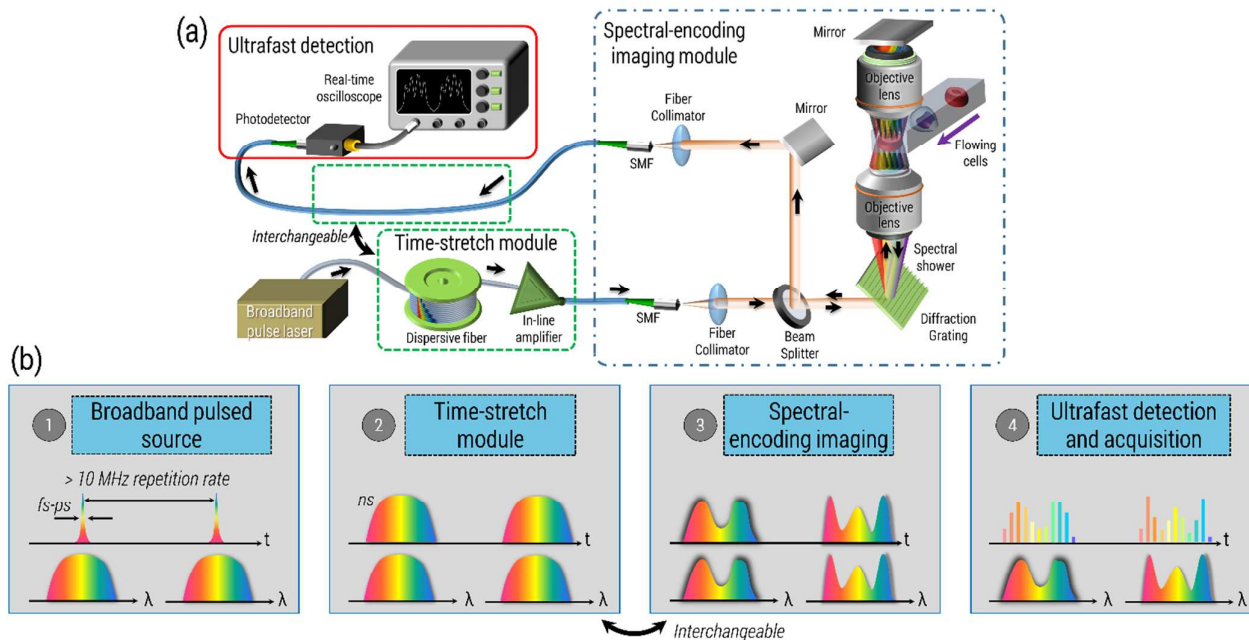 (a)
Ultrafast detection
Real-time
oscilloscope
Photodetector
Spectral-encoding
imaging module
Mirror
Objective
lens
Fiber
Collimator
Mirror
SMF
Flowing
cells
Objective
lens
Interchangeable
Time-stretch module
Spectral
shower
Broadband
pulse laser
Dispersive fiber
In-line
amplifier
SMF
Fiber
Collimator
Beam
Splitter
Diffraction
Grating
(b)
1
Broadband pulsed
source
> 10 MHz repetition rate
fs-ps
t
λ
λ
2
Time-stretch
module
ns
t
λ
λ
3
Spectral-
encoding imaging
t
λ
λ
4
Ultrafast detection
and acquisition
t
λ
λ
Interchangeable